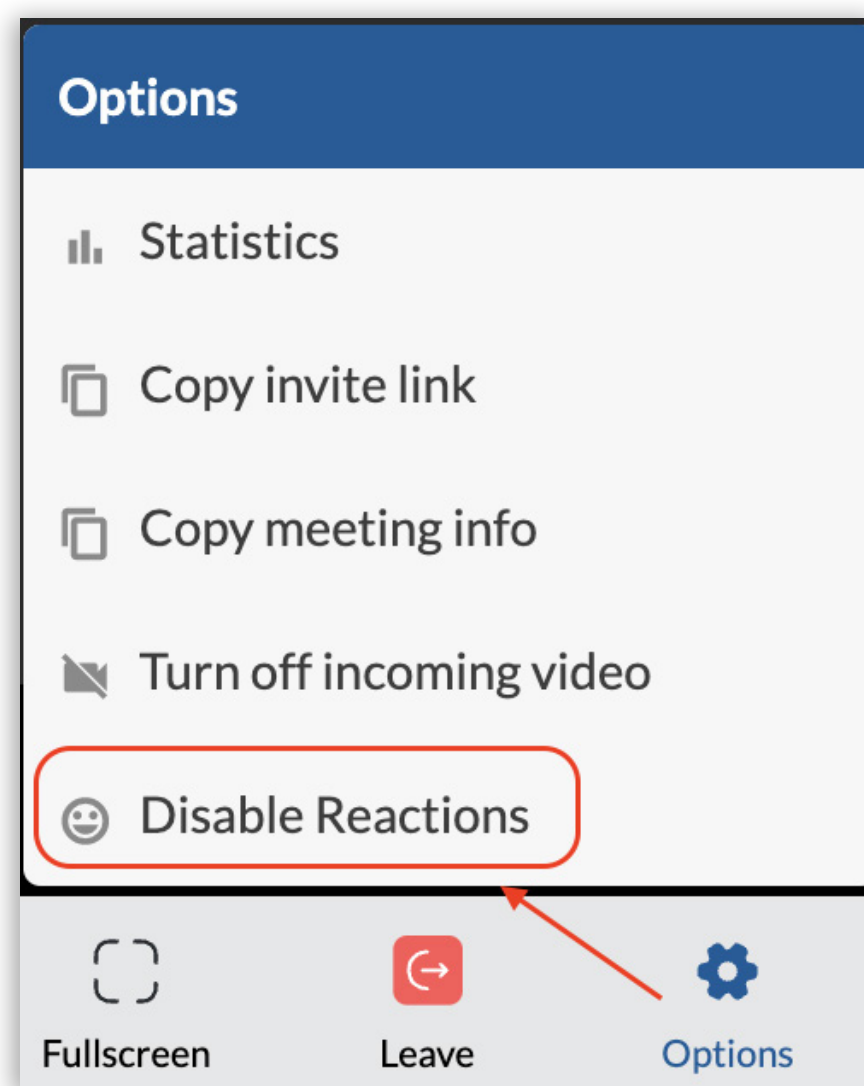 Options
Statistics
Copy invite link
Copy meeting info
Turn off incoming video
Disable Reactions
Fullscreen
Leave
Options